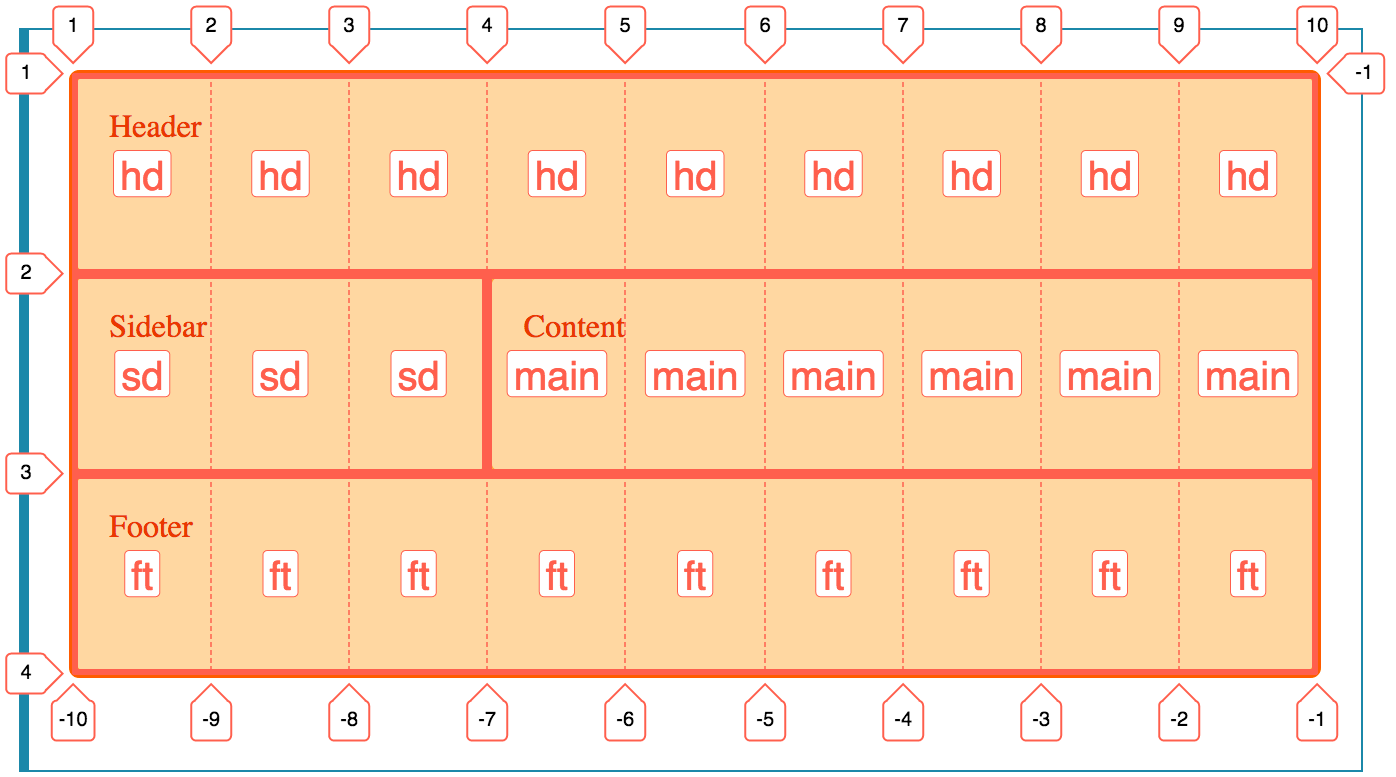 1 2 3 4 5 6 7 8 9 10
1 -1
Header
hd hd hd hd hd hd hd hd hd
2
Sidebar Content
sd sd sd main main main main main main
3
Footer
ft ft ft ft ft ft ft ft ft
4
-10 -9 -8 -7 -6 -5 -4 -3 -2 -1